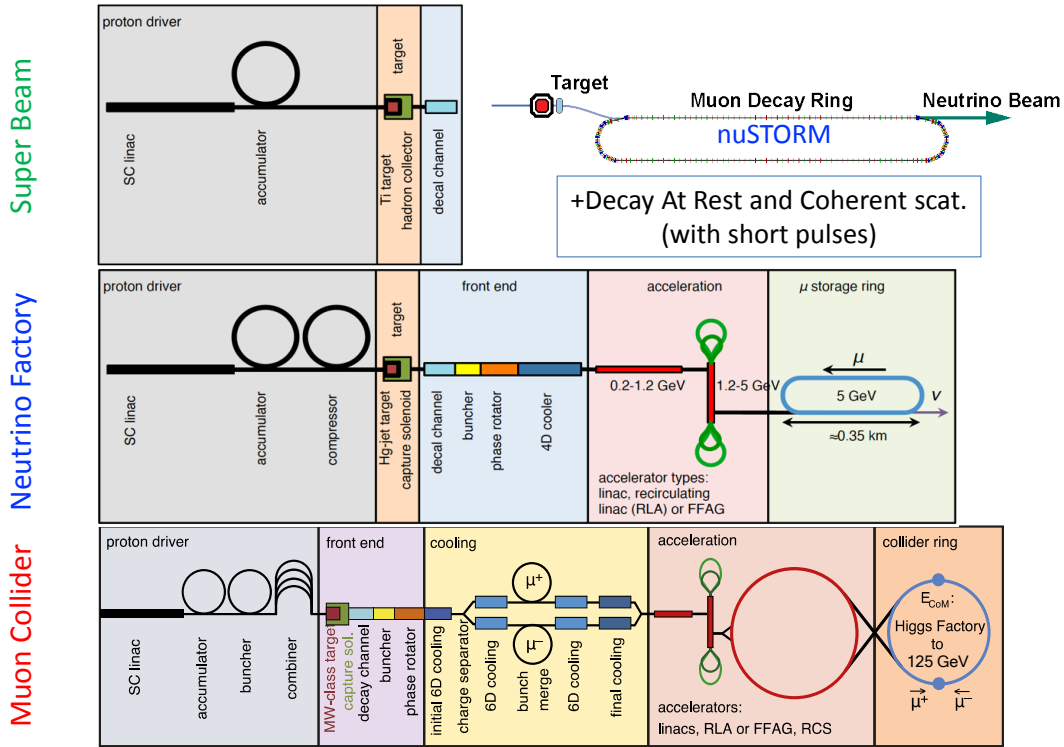 Super Beam
proton driver
SC linac
accumulator
target
Ti target
hadron collector
decal channel
Target
Muon Decay Ring
Neutrino Beam
nuSTORM
+Decay At Rest and Coherent scat.
(with short pulses)
Neutrino Factory
proton driver
SC linac
accumulator
compressor
target
Hg-jet target
capture solenoid
front end
decal channel
buncher
phase rotator
4D cooler
acceleration
0.2-1.2 GeV
1.2-5 GeV
accelerator types:
linac, recirculating
linac (RLA) or FFAG
μ storage ring
μ
5 GeV
ν
≈0.35 km
Muon Collider
proton driver
SC linac
accumulator
buncher
combiner
front end
MW-class target
capture sol.
decay channel
buncher
phase rotator
cooling
initial 6D cooling
charge separator
6D cooling
μ+
μ−
bunch
merge
6D cooling
final cooling
acceleration
accelerators:
linacs, RLA or FFAG, RCS
collider ring
ECoM:
Higgs Factory
to
125 GeV
μ+ μ−